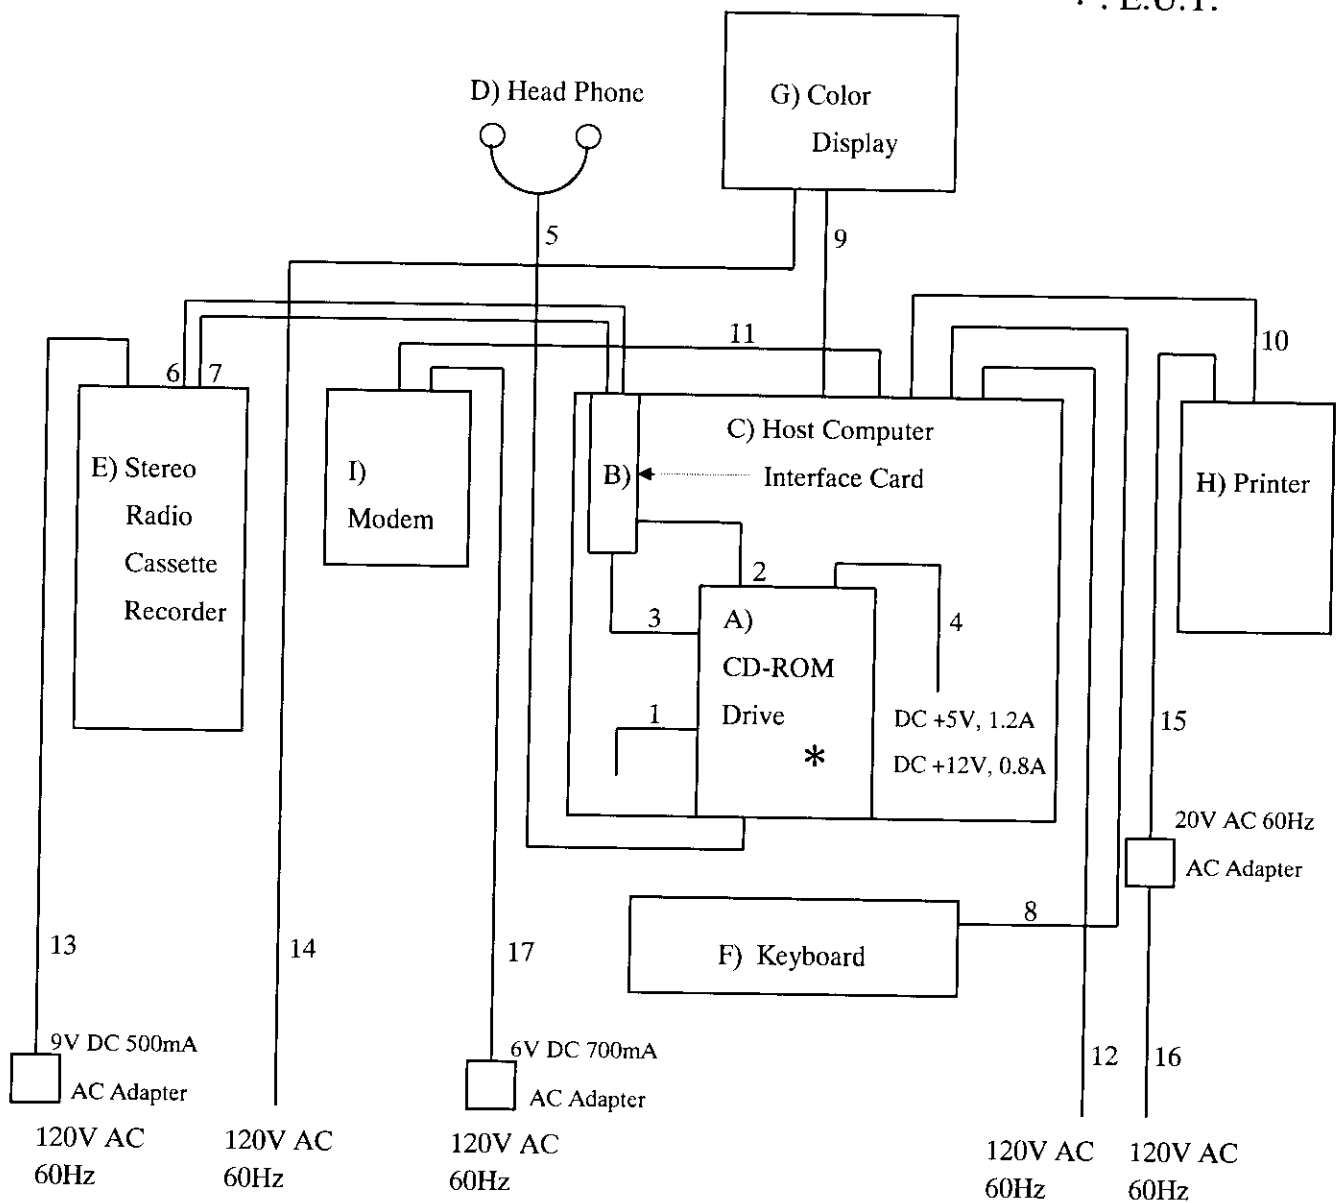 * : E.U.T.
D) Head Phone
G) Color
Display
5
9
11
10
6
7
C) Host Computer
E) Stereo
Radio
Cassette
Recorder
I)
Modem
B)
Interface Card
H) Printer
2
3
A)
CD-ROM
Drive
*
4
1
DC +5V, 1.2A
DC +12V, 0.8A
15
20V AC 60Hz
AC Adapter
8
F) Keyboard
13
14
17
9V DC 500mA
AC Adapter
6V DC 700mA
AC Adapter
12
16
120V AC
60Hz
120V AC
60Hz
120V AC
60Hz
120V AC
60Hz
120V AC
60Hz